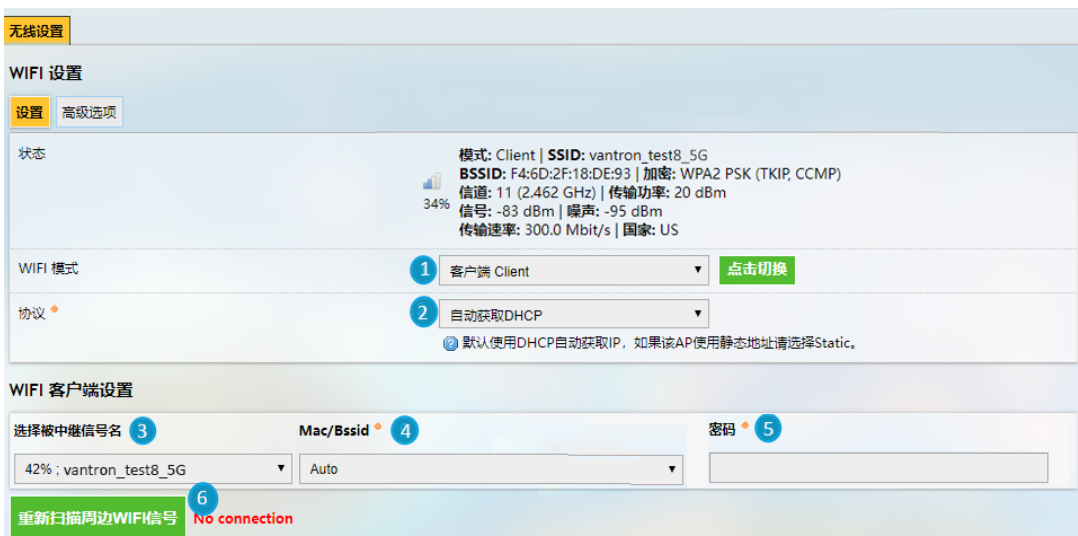 无线设置
WIFI 设置
设置 高级选项
状态
34%
模式: Client | SSID: vantron_test8_5G
BSSID: F4:6D:2F:18:DE:93 | 加密: WPA2 PSK (TKIP, CCMP)
信道: 11 (2.462 GHz) | 传输功率: 20 dBm
信号: -83 dBm | 噪声: -95 dBm
传输速率: 300.0 Mbit/s | 国家: US
WIFI 模式 1 客户端 Client 点击切换
协议 2 自动获取DHCP
默认使用DHCP自动获取IP，如果该AP使用静态地址请选择Static。
WIFI 客户端设置
选择被中继信号名 3 Mac/Bssid 4 密码 5
42% ; vantron_test8_5G Auto
重新扫描周边WIFI信号 6 No connection